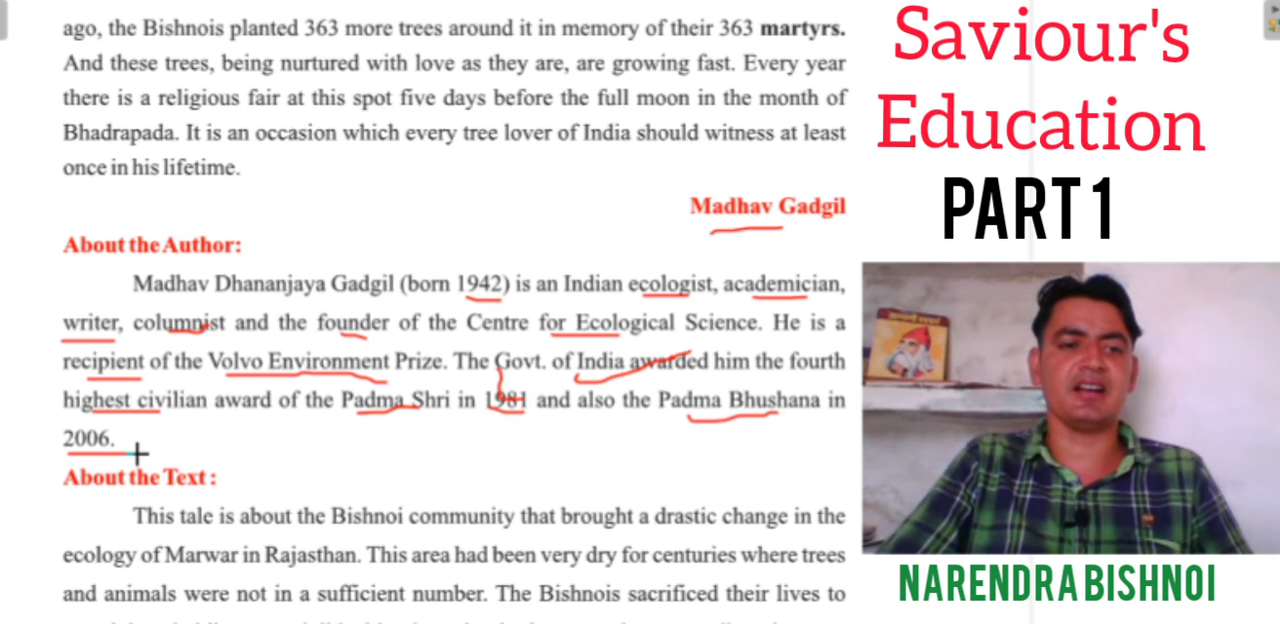 ago, the Bishnois planted 363 more trees around it in memory of their 363 martyrs.
And these trees, being nurtured with love as they are, are growing fast. Every year
there is a religious fair at this spot five days before the full moon in the month of
Bhadrapada. It is an occasion which every tree lover of India should witness at least
once in his lifetime.
Madhav Gadgil
About the Author:
Madhav Dhananjaya Gadgil (born 1942) is an Indian ecologist, academician,
writer, columnist and the founder of the Centre for Ecological Science. He is a
recipient of the Volvo Environment Prize. The Govt. of India awarded him the fourth
highest civilian award of the Padma Shri in 1981 and also the Padma Bhushana in
2006.
About the Text:
This tale is about the Bishnoi community that brought a drastic change in the
ecology of Marwar in Rajasthan. This area had been very dry for centuries where trees
and animals were not in a sufficient number. The Bishnois sacrificed their lives to
Saviour's
Education
PART 1
NARENDRA BISHNOI